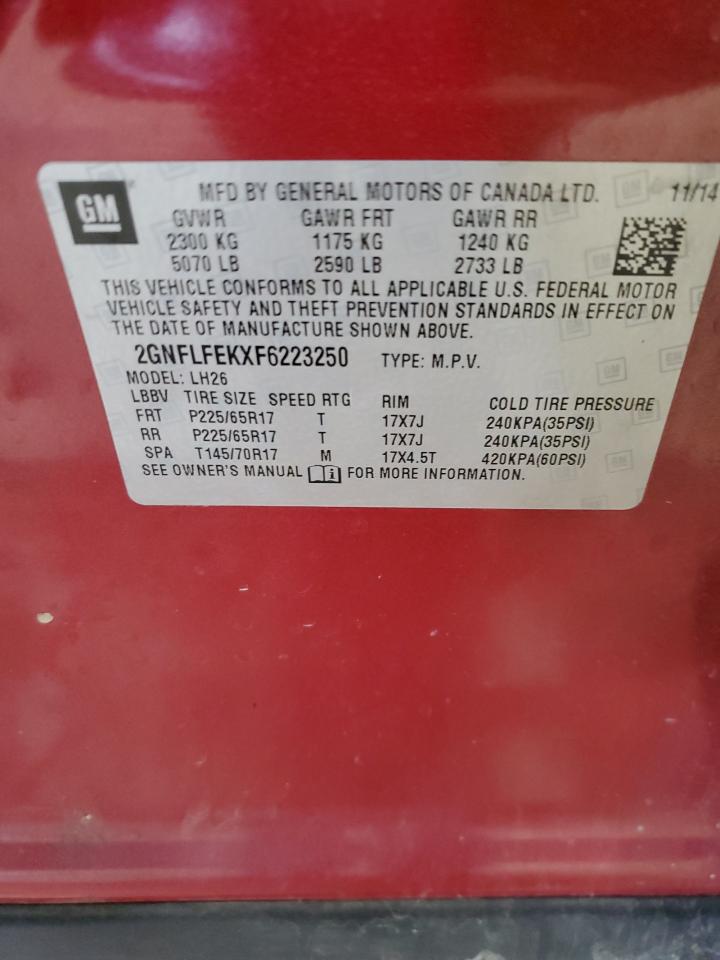 GM MFD BY GENERAL MOTORS OF CANADA LTD. 11/14
GVWR GAWR FRT GAWR RR
2300 KG 1175 KG 1240 KG
5070 LB 2590 LB 2733 LB
THIS VEHICLE CONFORMS TO ALL APPLICABLE U.S. FEDERAL MOTOR
VEHICLE SAFETY AND THEFT PREVENTION STANDARDS IN EFFECT ON
THE DATE OF MANUFACTURE SHOWN ABOVE.
2GNFLFEKXF6223250 TYPE: M.P.V.
MODEL: LH26
LBBV TIRE SIZE SPEED RTG RIM COLD TIRE PRESSURE
FRT P225/65R17 T 17X7J 240KPA(35PSI)
RR P225/65R17 T 17X7J 240KPA(35PSI)
SPA T145/70R17 M 17X4.5T 420KPA(60PSI)
SEE OWNER'S MANUAL FOR MORE INFORMATION.